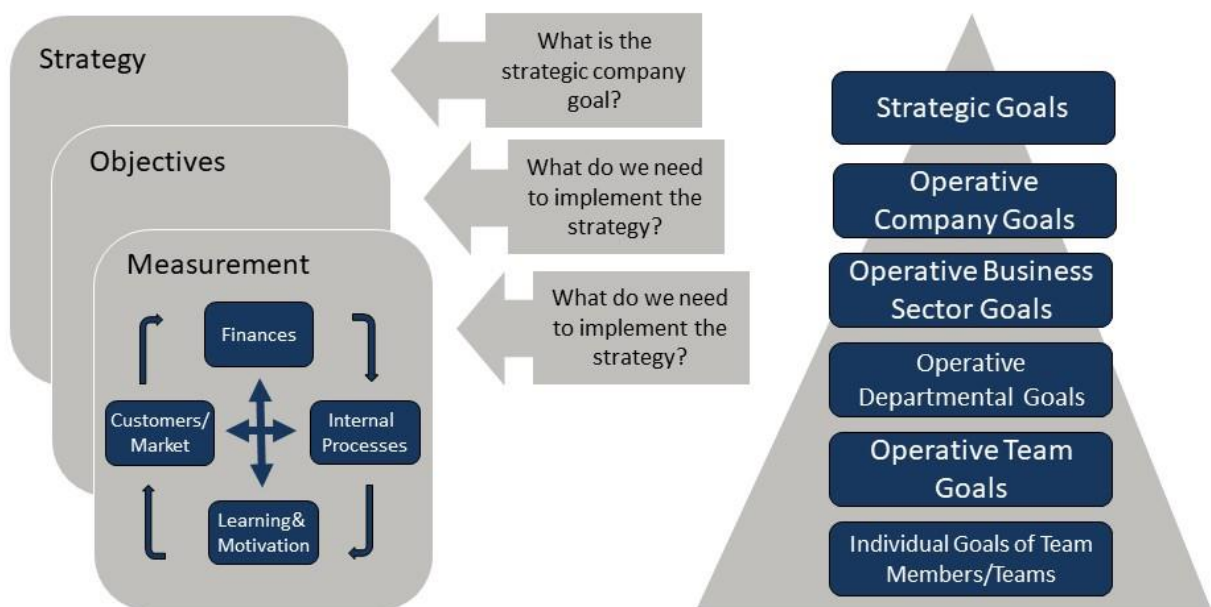 Strategy
What is the
strategic company
goal?
Objectives
What do we need
to implement the
strategy?
Measurement
What do we need
to implement the
strategy?
Finances
Customers/
Market
Internal
Processes
Learning&
Motivation
Strategic Goals
Operative
Company Goals
Operative Business
Sector Goals
Operative
Departmental Goals
Operative Team
Goals
Individual Goals of Team
Members/Teams